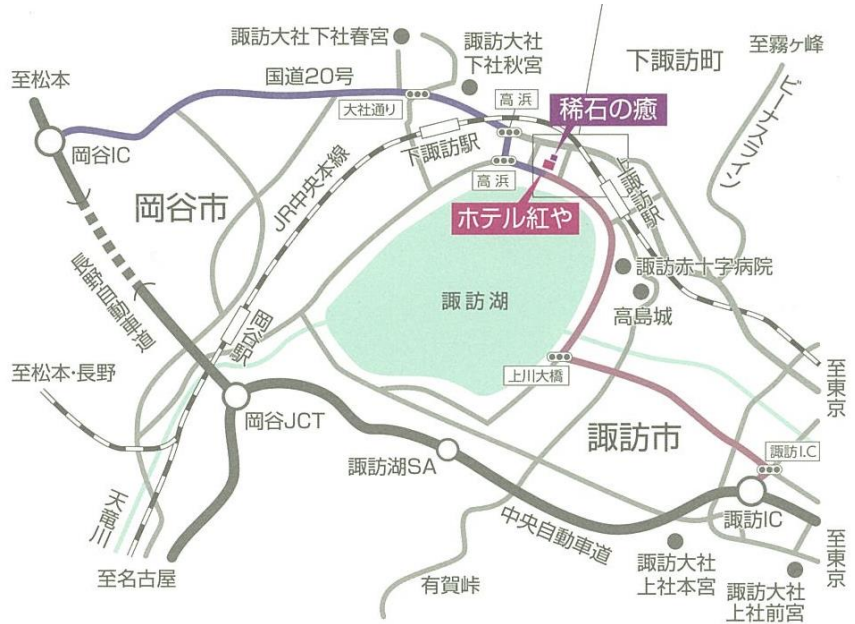 諏訪大社下社春宮
諏訪大社
下社秋宮
下諏訪町
至霧ヶ峰
至松本
国道20号
大社通り
高浜
稀石の癒
ビーナスライン
岡谷IC
下諏訪駅
高浜
上諏訪駅
岡谷市
JR中央本線
ホテル紅や
諏訪赤十字病院
諏訪湖
高島城
長野自動車道
岡谷駅
至松本・長野
上川大橋
至東京
岡谷JCT
諏訪市
諏訪I.C
諏訪湖SA
諏訪IC
天竜川
中央自動車道
至東京
至名古屋
有賀峠
諏訪大社
上社本宮
諏訪大社
上社前宮